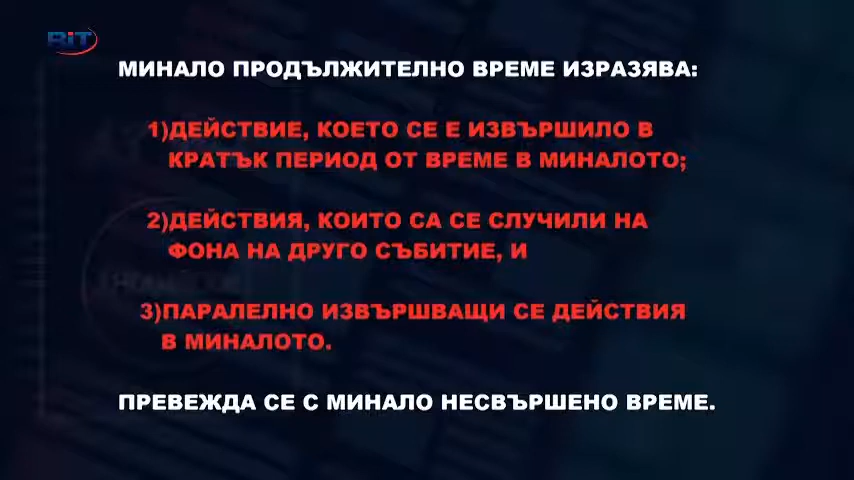 RiT
МИНАЛО ПРОДЪЛЖИТЕЛНО ВРЕМЕ ИЗРАЗЯВА:
1)ДЕЙСТВИЕ, КОЕТО СЕ Е ИЗВЪРШИЛО В
КРАТЪК ПЕРИОД ОТ ВРЕМЕ В МИНАЛОТО;
2)ДЕЙСТВИЯ, КОИТО СА СЕ СЛУЧИЛИ НА
ФОНА НА ДРУГО СЪБИТИЕ, И
3)ПАРАЛЕЛНО ИЗВЪРШВАЩИ СЕ ДЕЙСТВИЯ
В МИНАЛОТО.
ПРЕВЕЖДА СЕ С МИНАЛО НЕСВЪРШЕНО ВРЕМЕ.